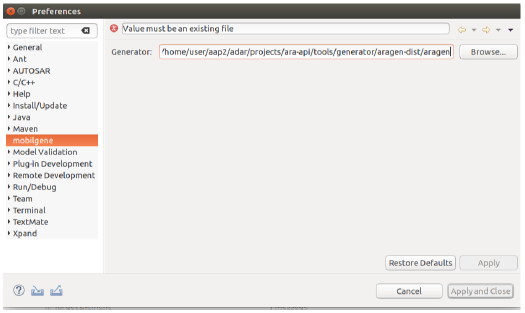 Preferences
type filter text
Value must be an existing file
General
Ant
AUTOSAR
C/C++
Help
Install/Update
Java
Maven
mobilgene
Model Validation
Plug-in Development
Remote Development
Run/Debug
Team
Terminal
TextMate
Xpand
Generator: /home/user/aap2/adar/projects/ara-api/tools/generator/aragen-dist/aragen Browse...
Restore Defaults Apply
Cancel Apply and Close